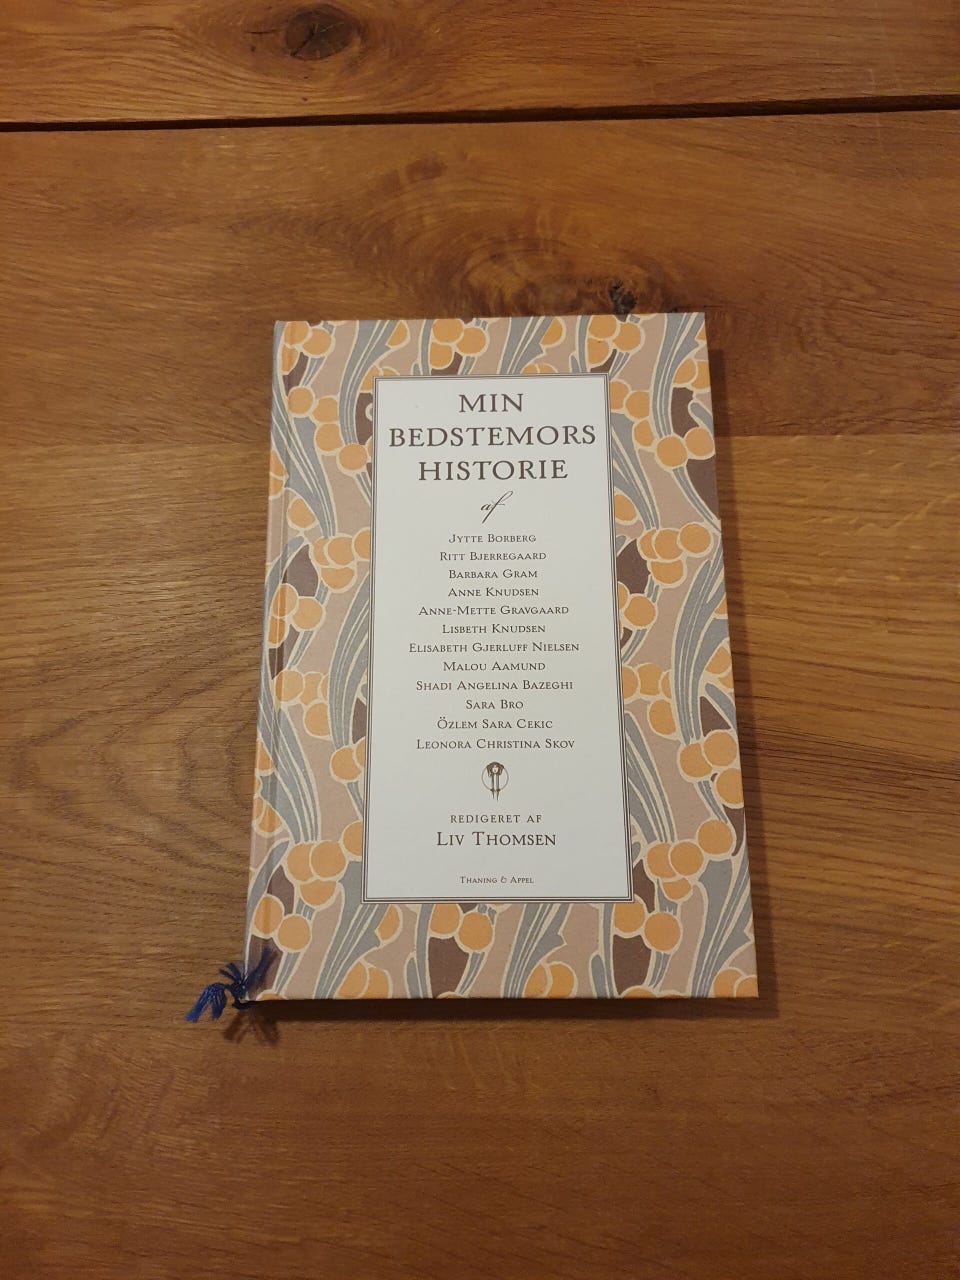 MIN
BEDSTEMORS
HISTORIE
af
JYTTE BORBERG
RITT BJERREGAARD
BARBARA GRAM
ANNE KNUDSEN
ANNE-METTE GRAVGAARD
LISBETH KNUDSEN
ELISABETH GJERLUFF NIELSEN
MALOU AAMUND
SHADI ANGELINA BAZEGHI
SARA BRO
ÖZLEM SARA CEKIC
LEONORA CHRISTINA SKOV
REDIGERET AF
LIV THOMSEN
THANING & APPEL